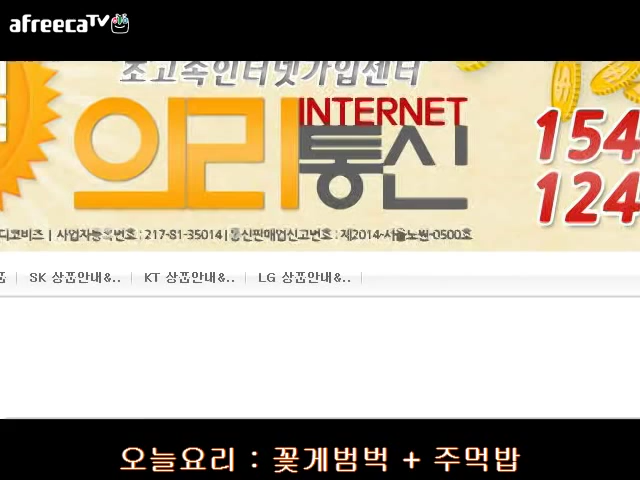 afreecaTV
초고속인터넷가입센터
의리
INTERNET
통신
154
124
디코비즈 | 사업자등록번호 : 217-81-35014 | 통신판매업신고번호 : 제2014-서울노원-0500호
품 | SK 상품안내&.. | KT 상품안내&.. | LG 상품안내&.. |
오늘요리 : 꽃게범벅 + 주먹밥